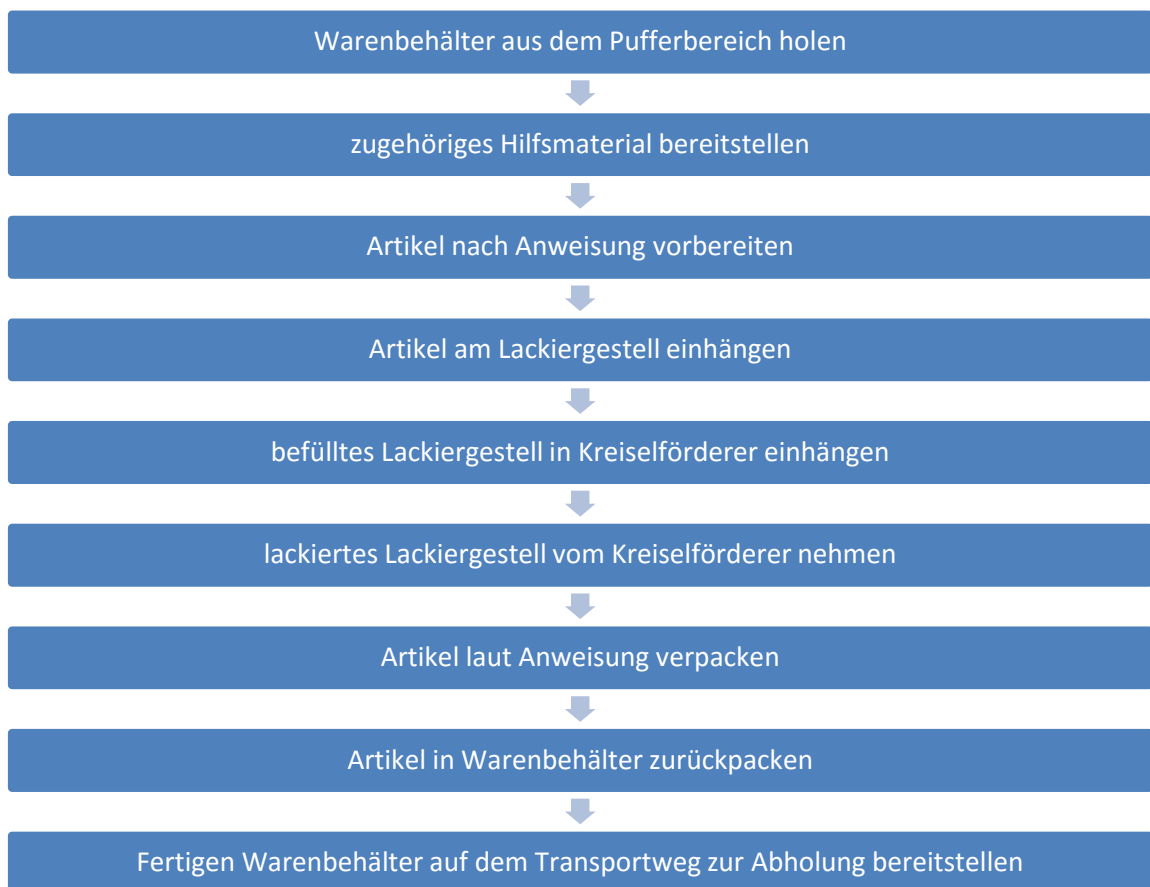 Warenbehälter aus dem Pufferbereich holen
zugehöriges Hilfsmaterial bereitstellen
Artikel nach Anweisung vorbereiten
Artikel am Lackiergestell einhängen
befülltes Lackiergestell in Kreiselförderer einhängen
lackiertes Lackiergestell vom Kreiselförderer nehmen
Artikel laut Anweisung verpacken
Artikel in Warenbehälter zurückpacken
Fertigen Warenbehälter auf dem Transportweg zur Abholung bereitstellen